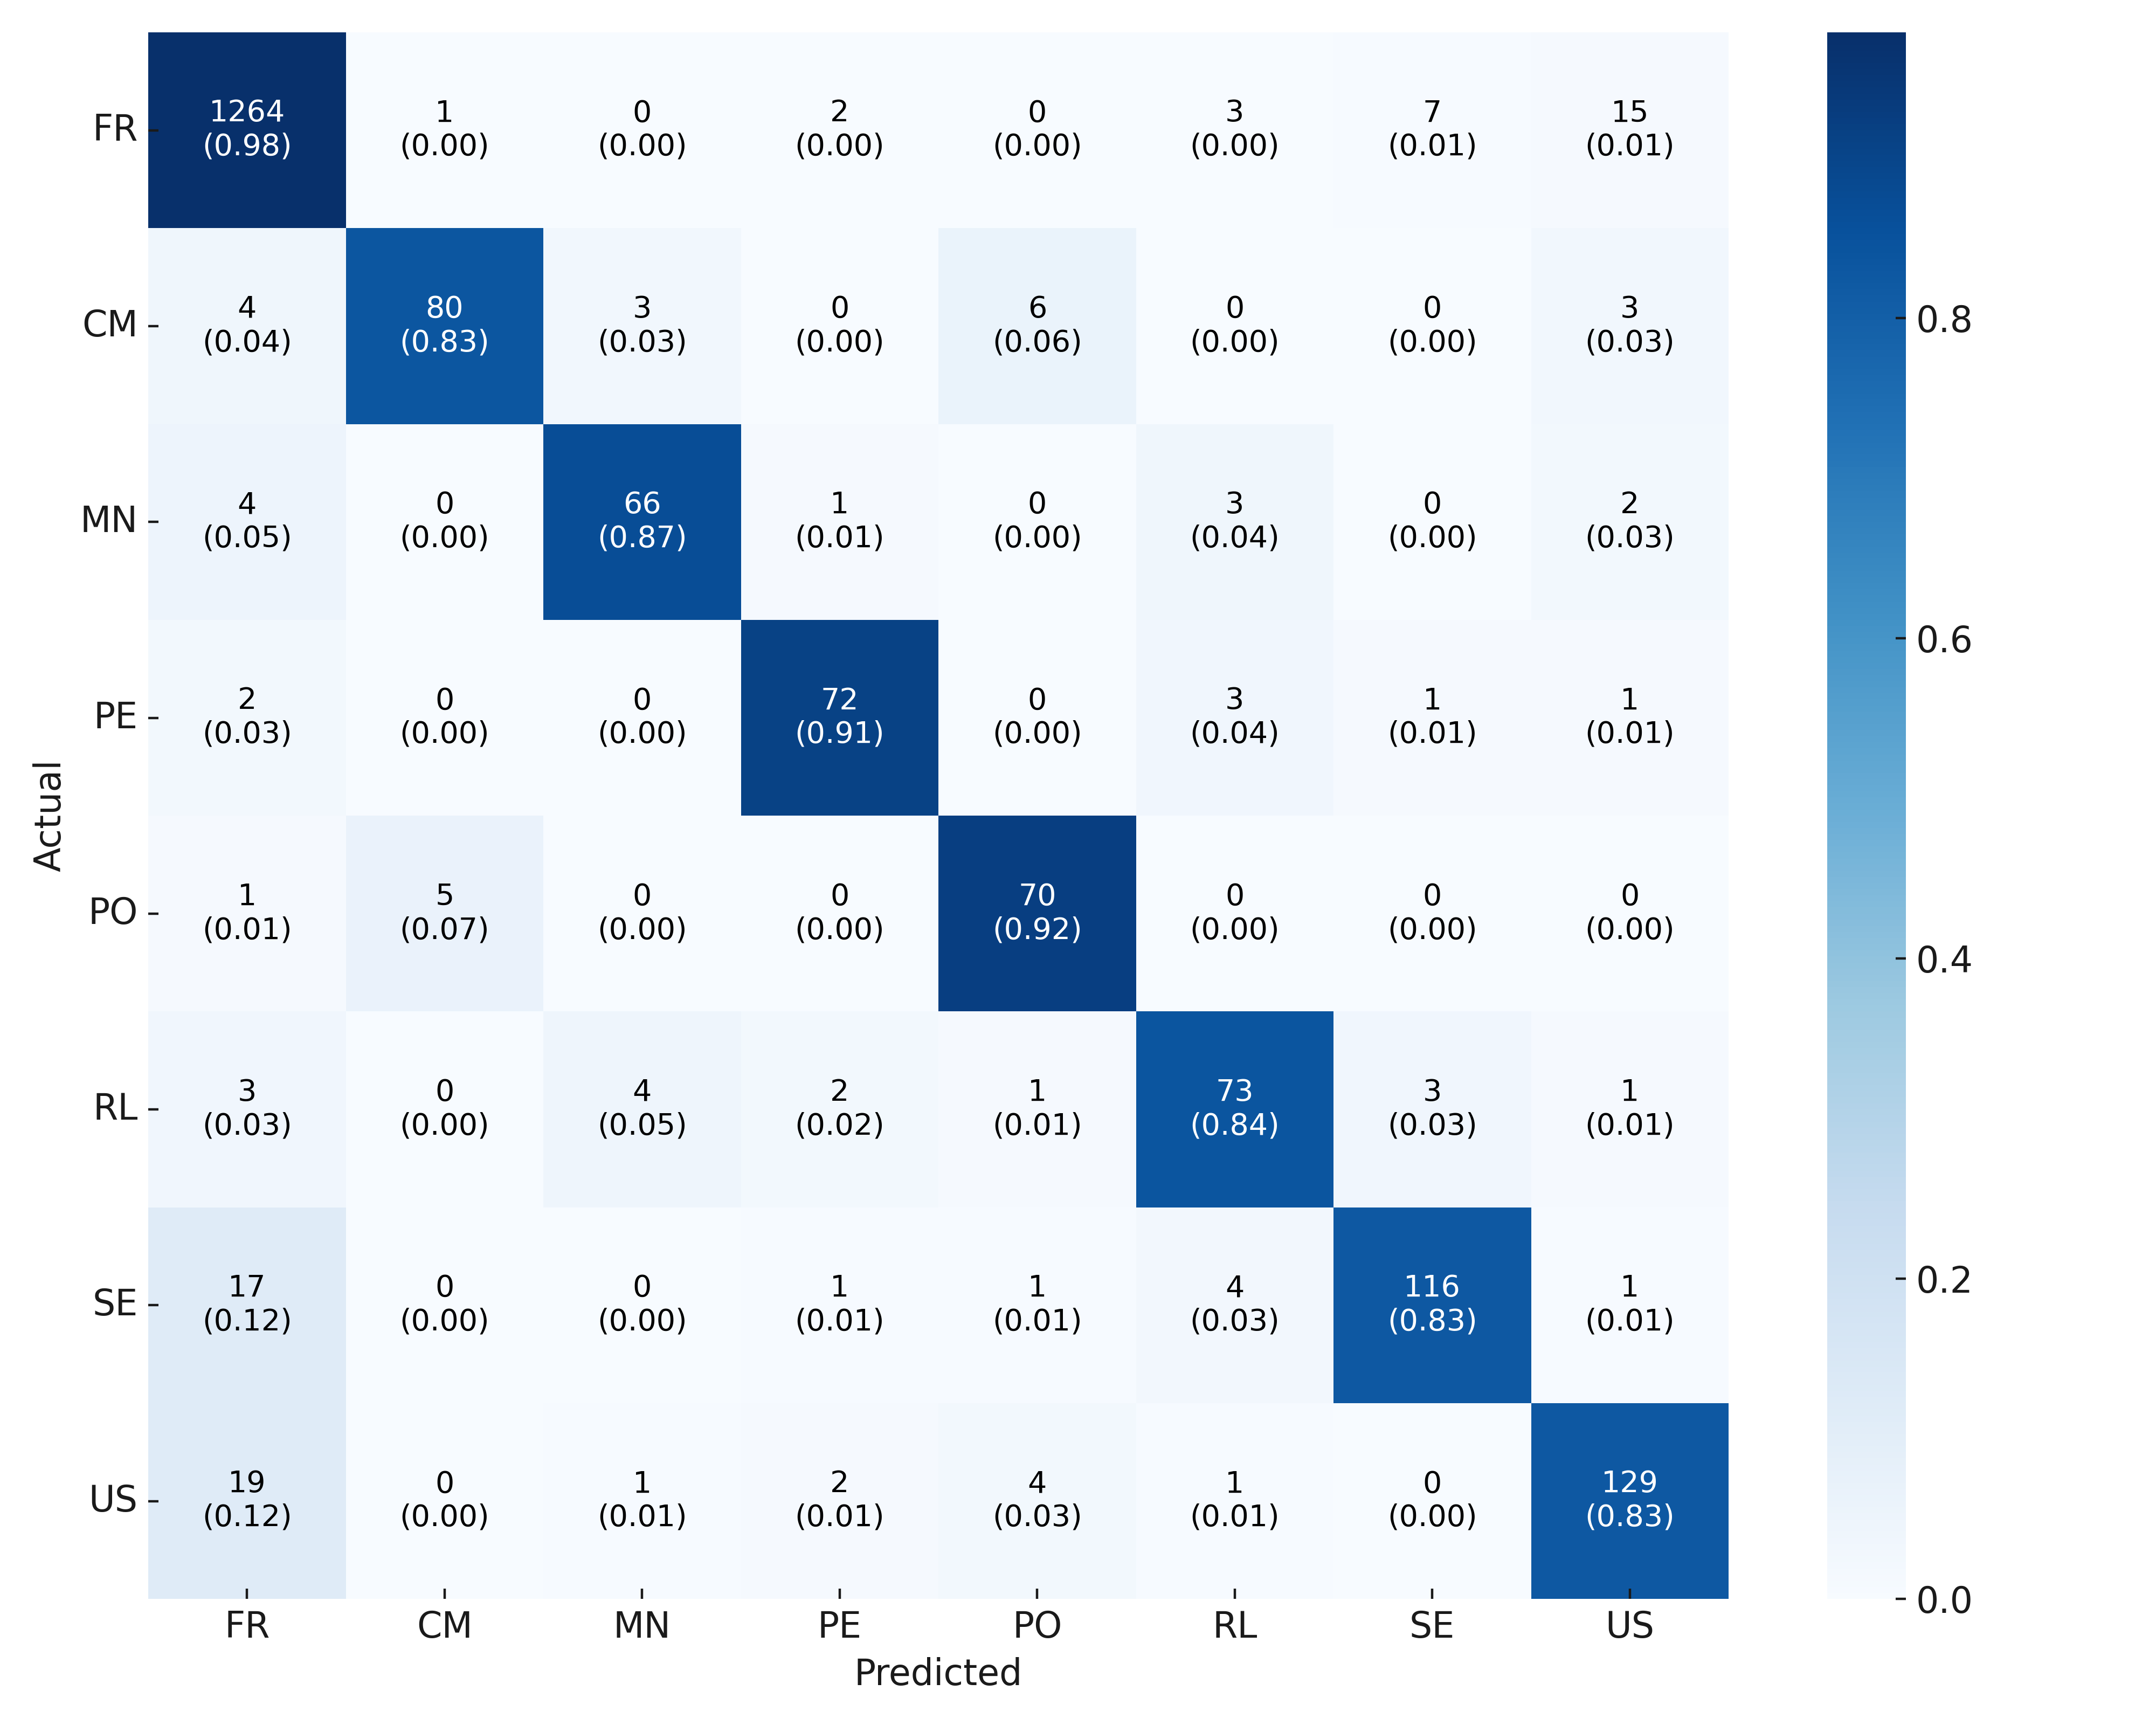 FR 1264 1 0 2 0 3 7 15
(0.98) (0.00) (0.00) (0.00) (0.00) (0.00) (0.01) (0.01)
CM 4 80 3 0 6 0 0 3
(0.04) (0.83) (0.03) (0.00) (0.06) (0.00) (0.00) (0.03)
MN 4 0 66 1 0 3 0 2
(0.05) (0.00) (0.87) (0.01) (0.00) (0.04) (0.00) (0.03)
PE 2 0 0 72 0 3 1 1
(0.03) (0.00) (0.00) (0.91) (0.00) (0.04) (0.01) (0.01)
PO 1 5 0 0 70 0 0 0
(0.01) (0.07) (0.00) (0.00) (0.92) (0.00) (0.00) (0.00)
RL 3 0 4 2 1 73 3 1
(0.03) (0.00) (0.05) (0.02) (0.01) (0.84) (0.03) (0.01)
SE 17 0 0 1 1 4 116 1
(0.12) (0.00) (0.00) (0.01) (0.01) (0.03) (0.83) (0.01)
US 19 0 1 2 4 1 0 129
(0.12) (0.00) (0.01) (0.01) (0.03) (0.01) (0.00) (0.83)
FR CM MN PE PO RL SE US
Predicted
Actual
0.8
0.6
0.4
0.2
0.0